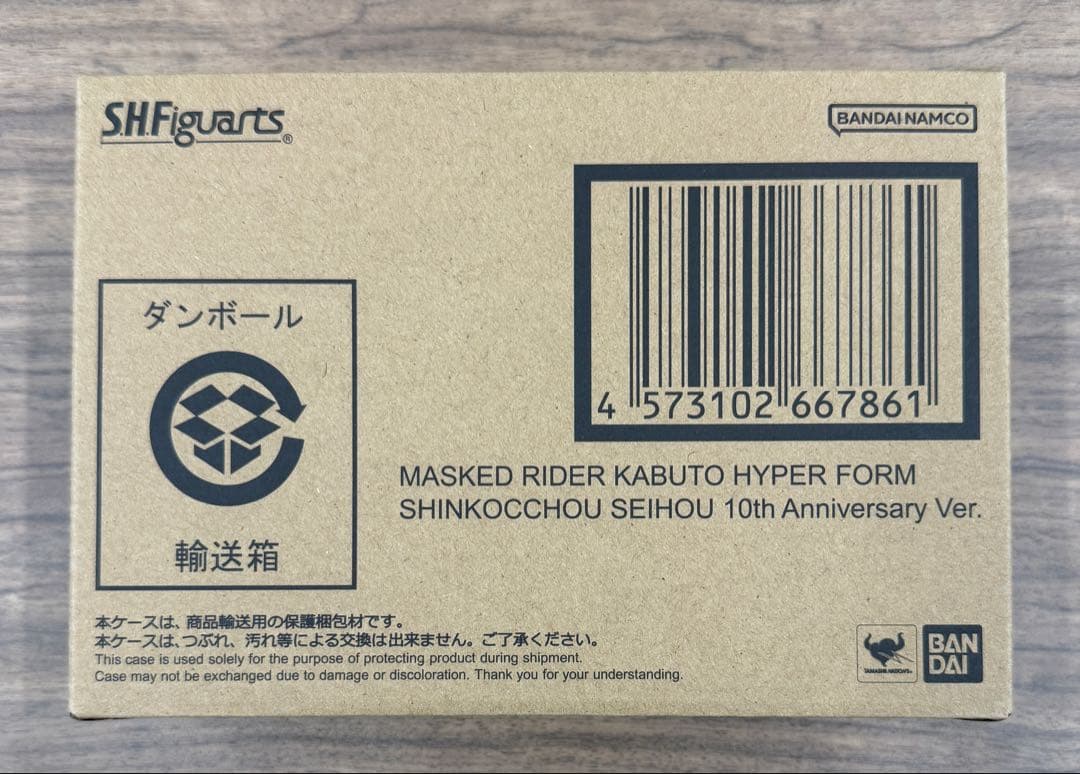 S.H.Figuarts®
BANDAI NAMCO
4 573102 667861
ダンボール
輸送箱
MASKED RIDER KABUTO HYPER FORM
SHINKOCCHOU SEIHOU 10th Anniversary Ver.
本ケースは、商品輸送用の保護梱包材です。
本ケースは、つぶれ、汚れ等による交換は出来ません。ご了承ください。
This case is used solely for the purpose of protecting product during shipment.
Case may not be exchanged due to damage or discoloration. Thank you for your understanding.
TAMASHII NATIONS
BAN
DAI